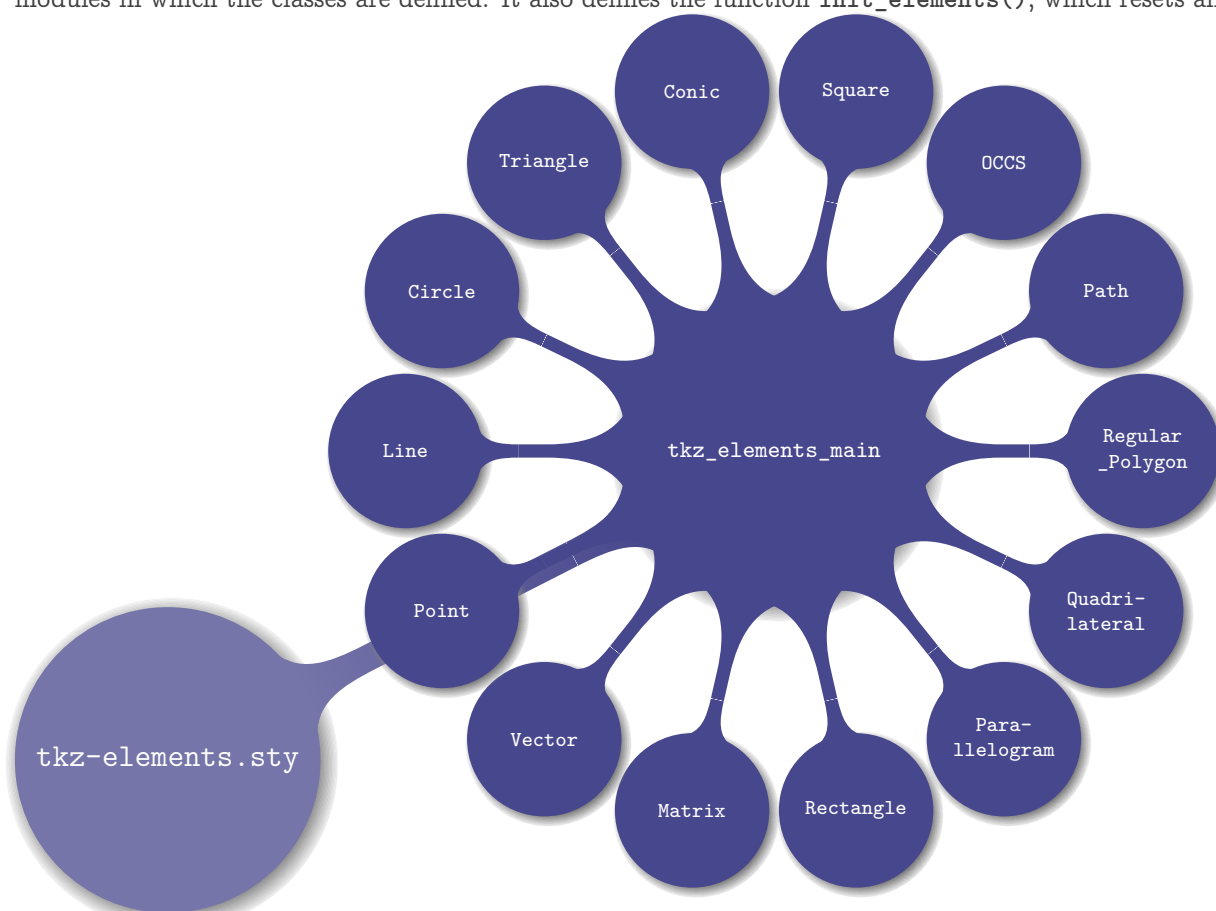 modules in which the classes are defined. It also defines the function init_elements(), which resets all
Conic
Square
Triangle
OCCS
Circle
Path
Line
tkz_elements_main
Regular
_Polygon
Point
Quadri-
lateral
tkz-elements.sty
Vector
Para-
llelogram
Matrix
Rectangle